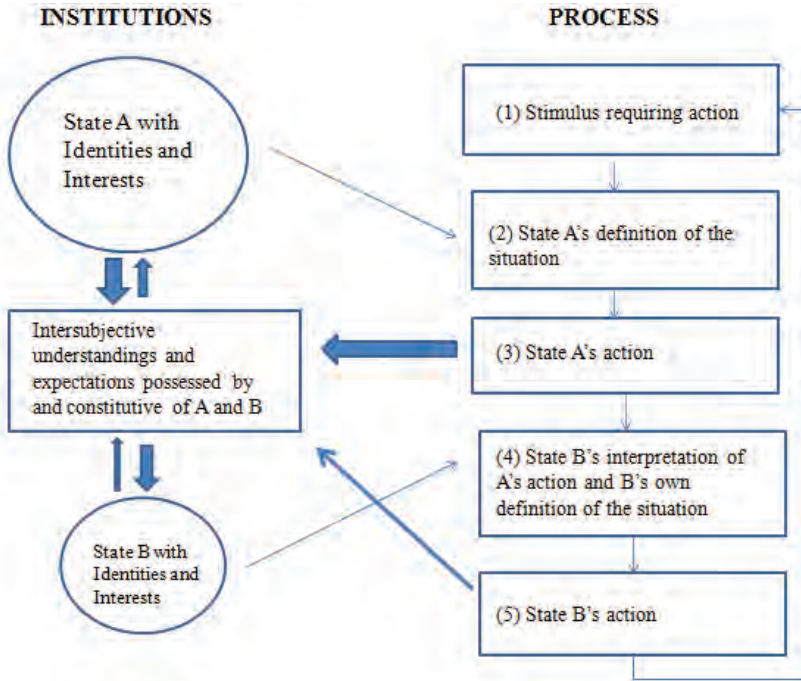 INSTITUTIONS
PROCESS
State A with
Identities and
Interests
(1) Stimulus requiring action
(2) State A's definition of the
situation
Intersubjective
understandings and
expectations possessed by
and constitutive of A and B
(3) State A's action
(4) State B's interpretation of
A's action and B's own
definition of the situation
State B with
Identities and
Interests
(5) State B's action